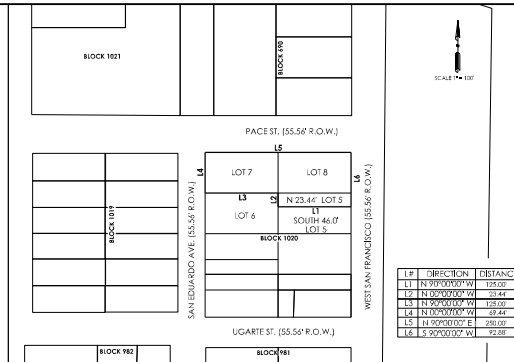 BLOCK 1021
BLOCK 690
SCALE 1"= 100'
PACE ST. (55.56' R.O.W.)
L5
L4
LOT 7
LOT 8
L6
L3
L2
N 23.44' LOT 5
LOT 6
L1
SOUTH 46.0'
LOT 5
BLOCK 1020
BLOCK 1019
SAN EDUARDO AVE. (55.56' R.O.W.)
WEST SAN FRANCISCO (55.56' R.O.W.)
L# DIRECTION DISTANC
L1 N 90°00'00" W 125.00'
L2 N 00°00'00" W 23.44'
L3 N 90°00'00" W 125.00'
L4 N 00°00'00" W 69.44'
L5 N 90°00'00" E 250.00'
L6 S 90°00'00" W 92.88'
UGARTE ST. (55.56' R.O.W.)
BLOCK 982
BLOCK 981